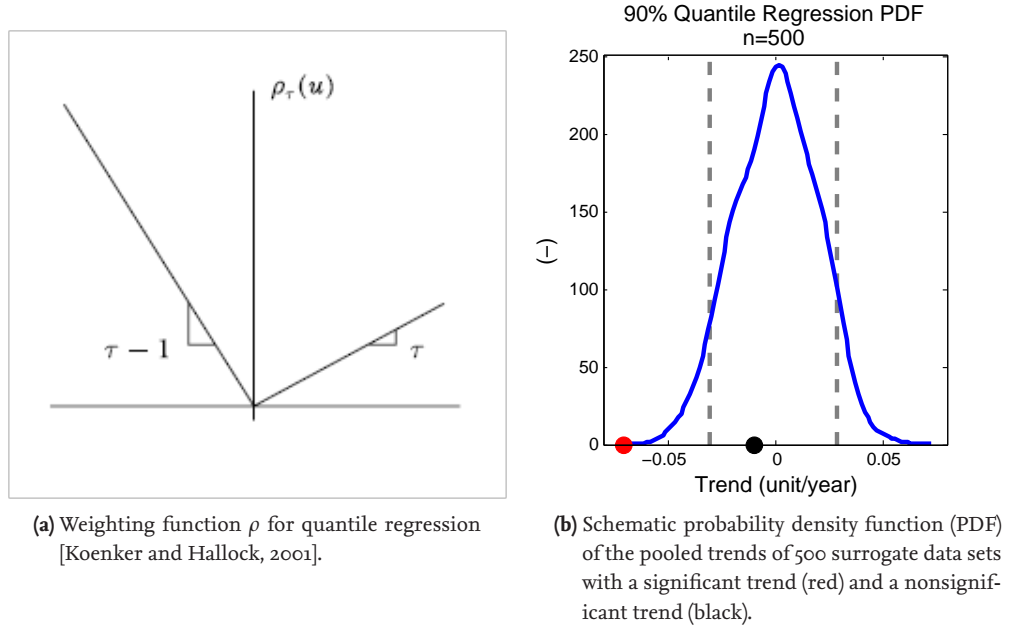 ρτ(u)
τ − 1
τ
(a) Weighting function ρ for quantile regression
[Koenker and Hallock, 2001].
90% Quantile Regression PDF
n=500
250
200
150
100
50
0
(−)
−0.05
0
0.05
Trend (unit/year)
(b) Schematic probability density function (PDF)
of the pooled trends of 500 surrogate data sets
with a significant trend (red) and a nonsignif-
icant trend (black).